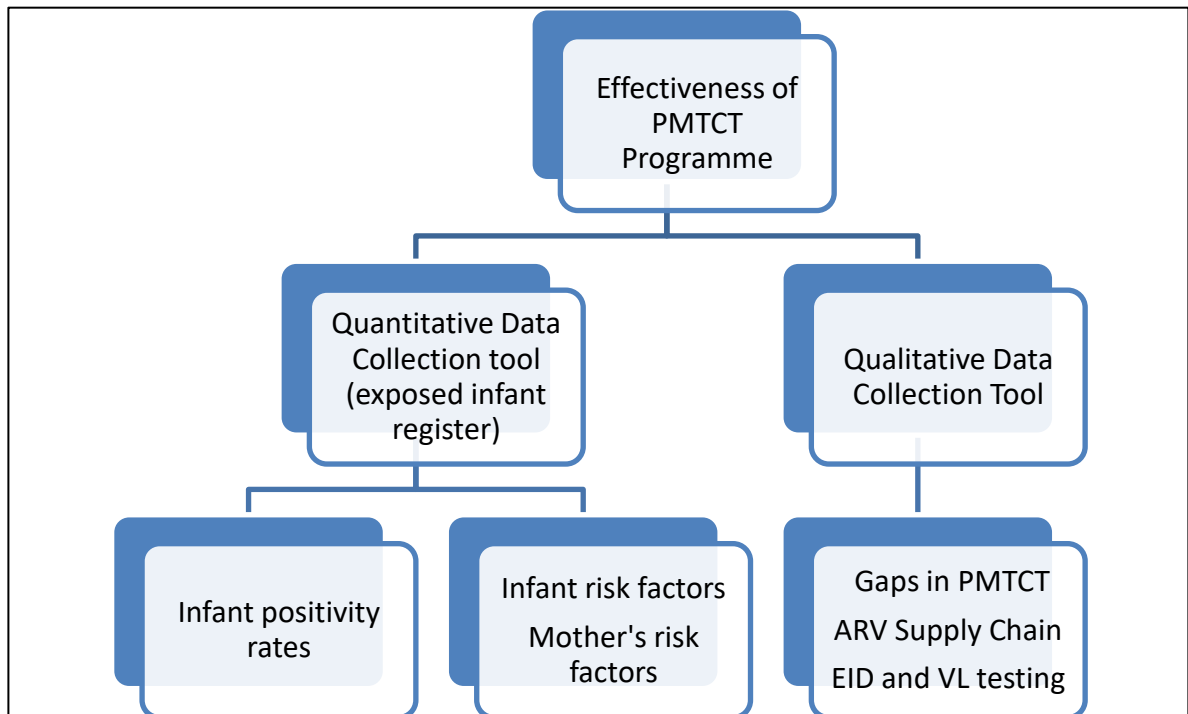 Effectiveness of
PMTCT
Programme
Quantitative Data
Collection tool
(exposed infant
register)
Qualitative Data
Collection Tool
Infant positivity
rates
Infant risk factors
Mother's risk
factors
Gaps in PMTCT
ARV Supply Chain
EID and VL testing